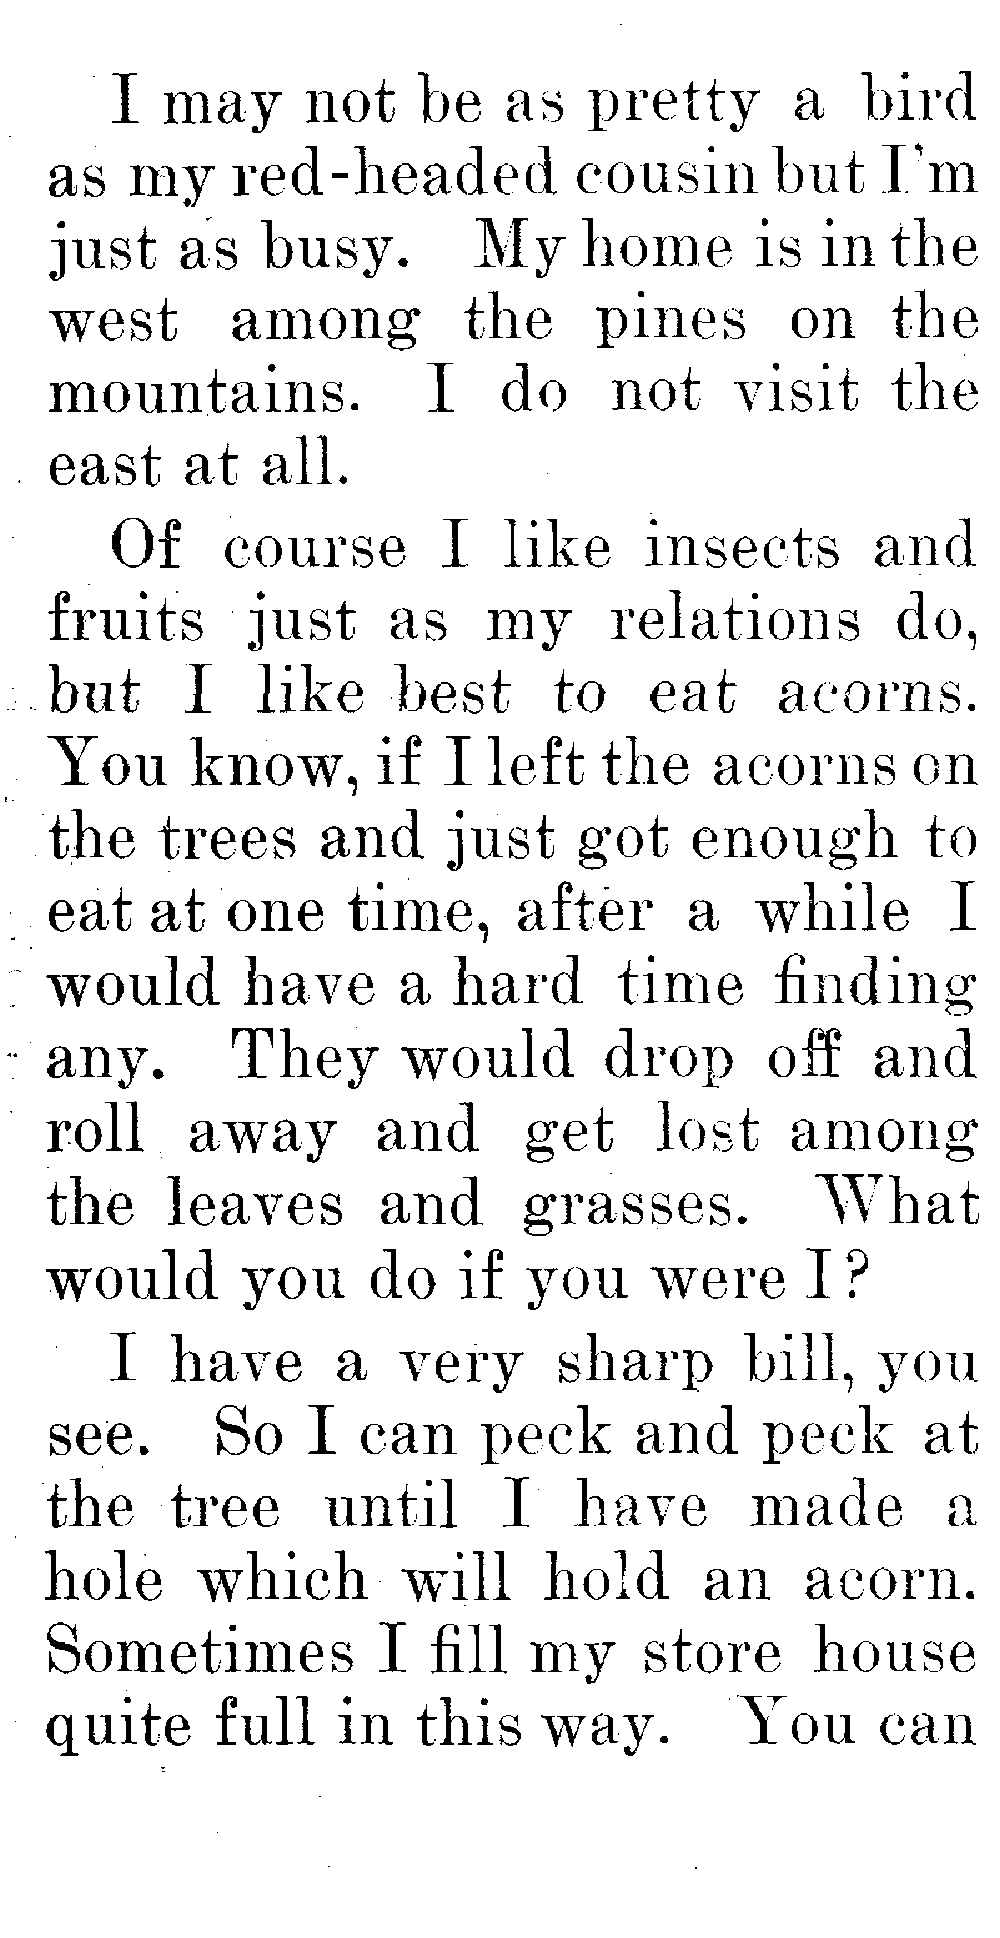 I may not be as pretty a bird
as my red-headed cousin but I'm
just as busy. My home is in the
west among the pines on the
mountains. I do not visit the
east at all.
Of course I like insects and
fruits just as my relations do,
but I like best to eat acorns.
You know, if I left the acorns on
the trees and just got enough to
eat at one time, after a while I
would have a hard time finding
any. They would drop off and
roll away and get lost among
the leaves and grasses. What
would you do if you were I?
I have a very sharp bill, you
see. So I can peck and peck at
the tree until I have made a
hole which will hold an acorn.
Sometimes I fill my store house
quite full in this way. You can